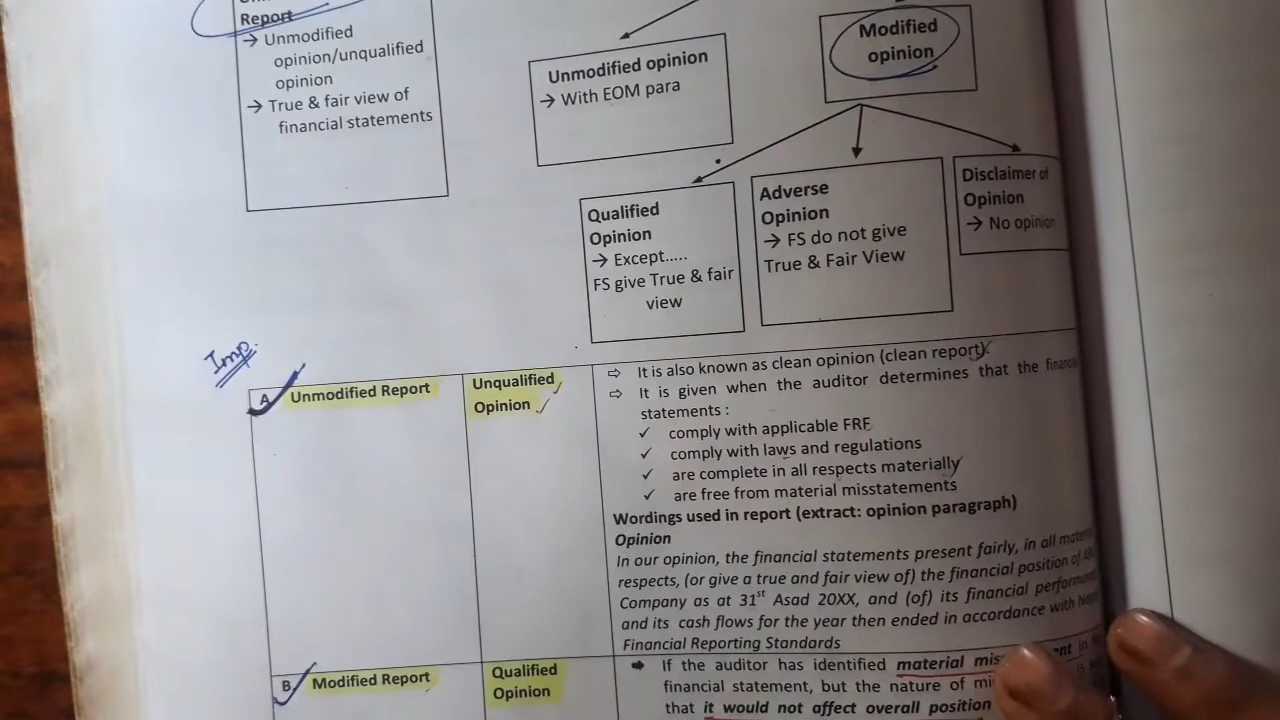 Report
→ Unmodified
opinion/unqualified
opinion
→ True & fair view of
financial statements
Unmodified opinion
→ With EOM para
Modified
opinion
Qualified
Opinion
→ Except.....
FS give True & fair
view
Adverse
Opinion
→ FS do not give
True & Fair View
Disclaimer of
Opinion
→ No opinion
Imp.
A Unmodified Report
Unqualified
Opinion
⇨ It is also known as clean opinion (clean report).
⇨ It is given when the auditor determines that the
statements :
✓ comply with applicable FRF
✓ comply with laws and regulations
✓ are complete in all respects materially
✓ are free from material misstatements
Wordings used in report (extract: opinion paragraph)
Opinion
In our opinion, the financial statements present fairly, in all
respects, (or give a true and fair view of) the financial position of
Company as at 31st Asad 20XX, and (of) its financial
and its cash flows for the year then ended in accordance with
Financial Reporting Standards
B. Modified Report
Qualified
Opinion
If the auditor has identified material
financial statement, but the nature of
that it would not affect overall position